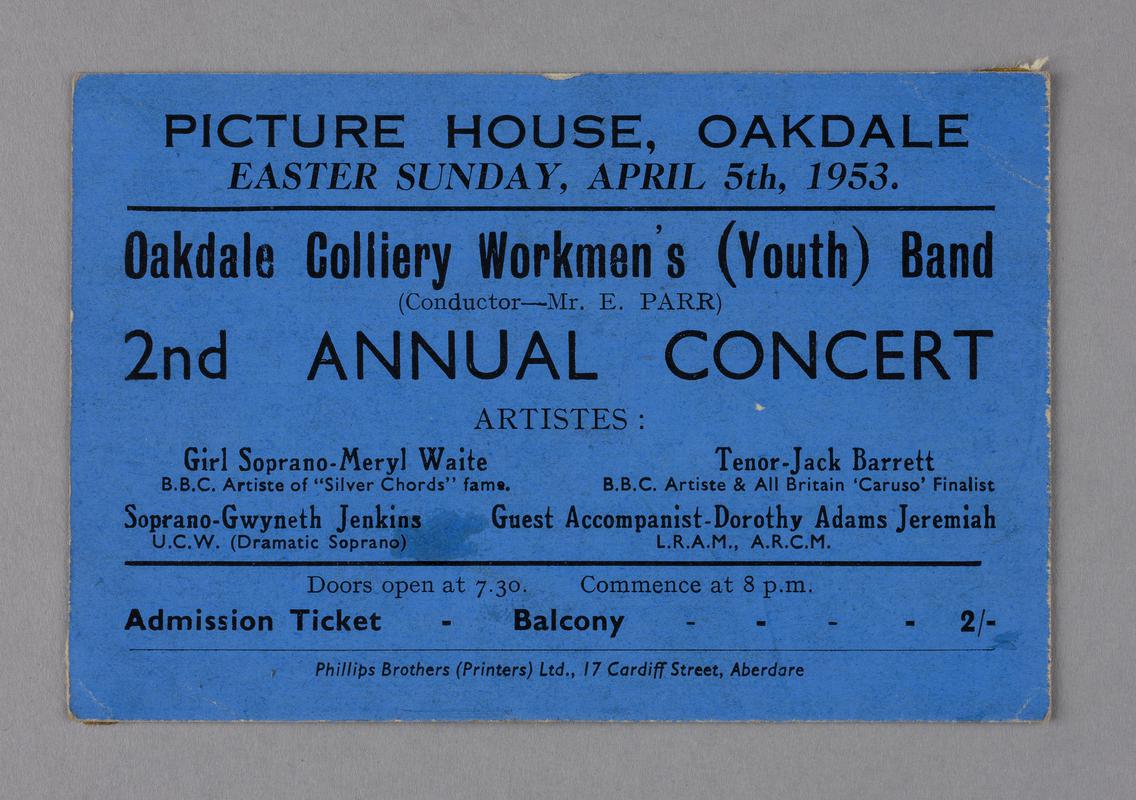 PICTURE HOUSE, OAKDALE
EASTER SUNDAY, APRIL 5th, 1953.
Oakdale Colliery Workmen's (Youth) Band
(Conductor—Mr. E. PARR)
2nd ANNUAL CONCERT
ARTISTES :
Girl Soprano-Meryl Waite
B.B.C. Artiste of "Silver Chords" fame.
Tenor-Jack Barrett
B.B.C. Artiste & All Britain 'Caruso' Finalist
Soprano-Gwyneth Jenkins
U.C.W. (Dramatic Soprano)
Guest Accompanist-Dorothy Adams Jeremiah
L.R.A.M., A.R.C.M.
Doors open at 7.30. Commence at 8 p.m.
Admission Ticket - Balcony - - - - 2/-
Phillips Brothers (Printers) Ltd., 17 Cardiff Street, Aberdare